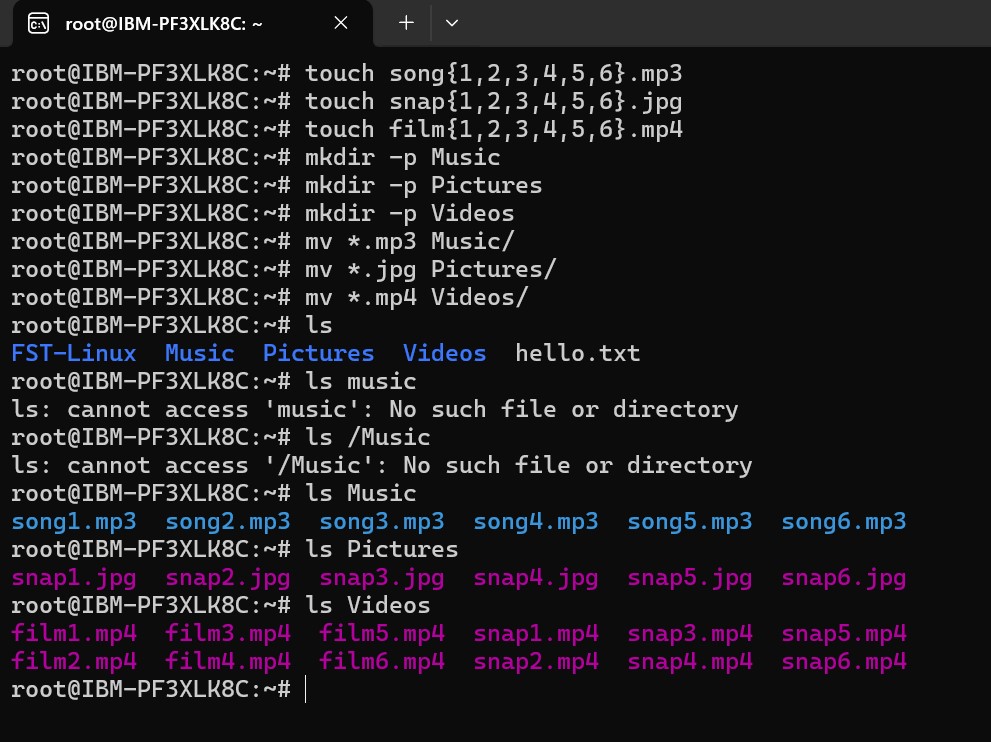 root@IBM-PF3XLK8C: ~
root@IBM-PF3XLK8C:~# touch song{1,2,3,4,5,6}.mp3
root@IBM-PF3XLK8C:~# touch snap{1,2,3,4,5,6}.jpg
root@IBM-PF3XLK8C:~# touch film{1,2,3,4,5,6}.mp4
root@IBM-PF3XLK8C:~# mkdir -p Music
root@IBM-PF3XLK8C:~# mkdir -p Pictures
root@IBM-PF3XLK8C:~# mkdir -p Videos
root@IBM-PF3XLK8C:~# mv *.mp3 Music/
root@IBM-PF3XLK8C:~# mv *.jpg Pictures/
root@IBM-PF3XLK8C:~# mv *.mp4 Videos/
root@IBM-PF3XLK8C:~# ls
FST-Linux  Music  Pictures  Videos  hello.txt
root@IBM-PF3XLK8C:~# ls music
ls: cannot access 'music': No such file or directory
root@IBM-PF3XLK8C:~# ls /Music
ls: cannot access '/Music': No such file or directory
root@IBM-PF3XLK8C:~# ls Music
song1.mp3  song2.mp3  song3.mp3  song4.mp3  song5.mp3  song6.mp3
root@IBM-PF3XLK8C:~# ls Pictures
snap1.jpg  snap2.jpg  snap3.jpg  snap4.jpg  snap5.jpg  snap6.jpg
root@IBM-PF3XLK8C:~# ls Videos
film1.mp4  film3.mp4  film5.mp4  snap1.mp4  snap3.mp4  snap5.mp4
film2.mp4  film4.mp4  film6.mp4  snap2.mp4  snap4.mp4  snap6.mp4
root@IBM-PF3XLK8C:~#